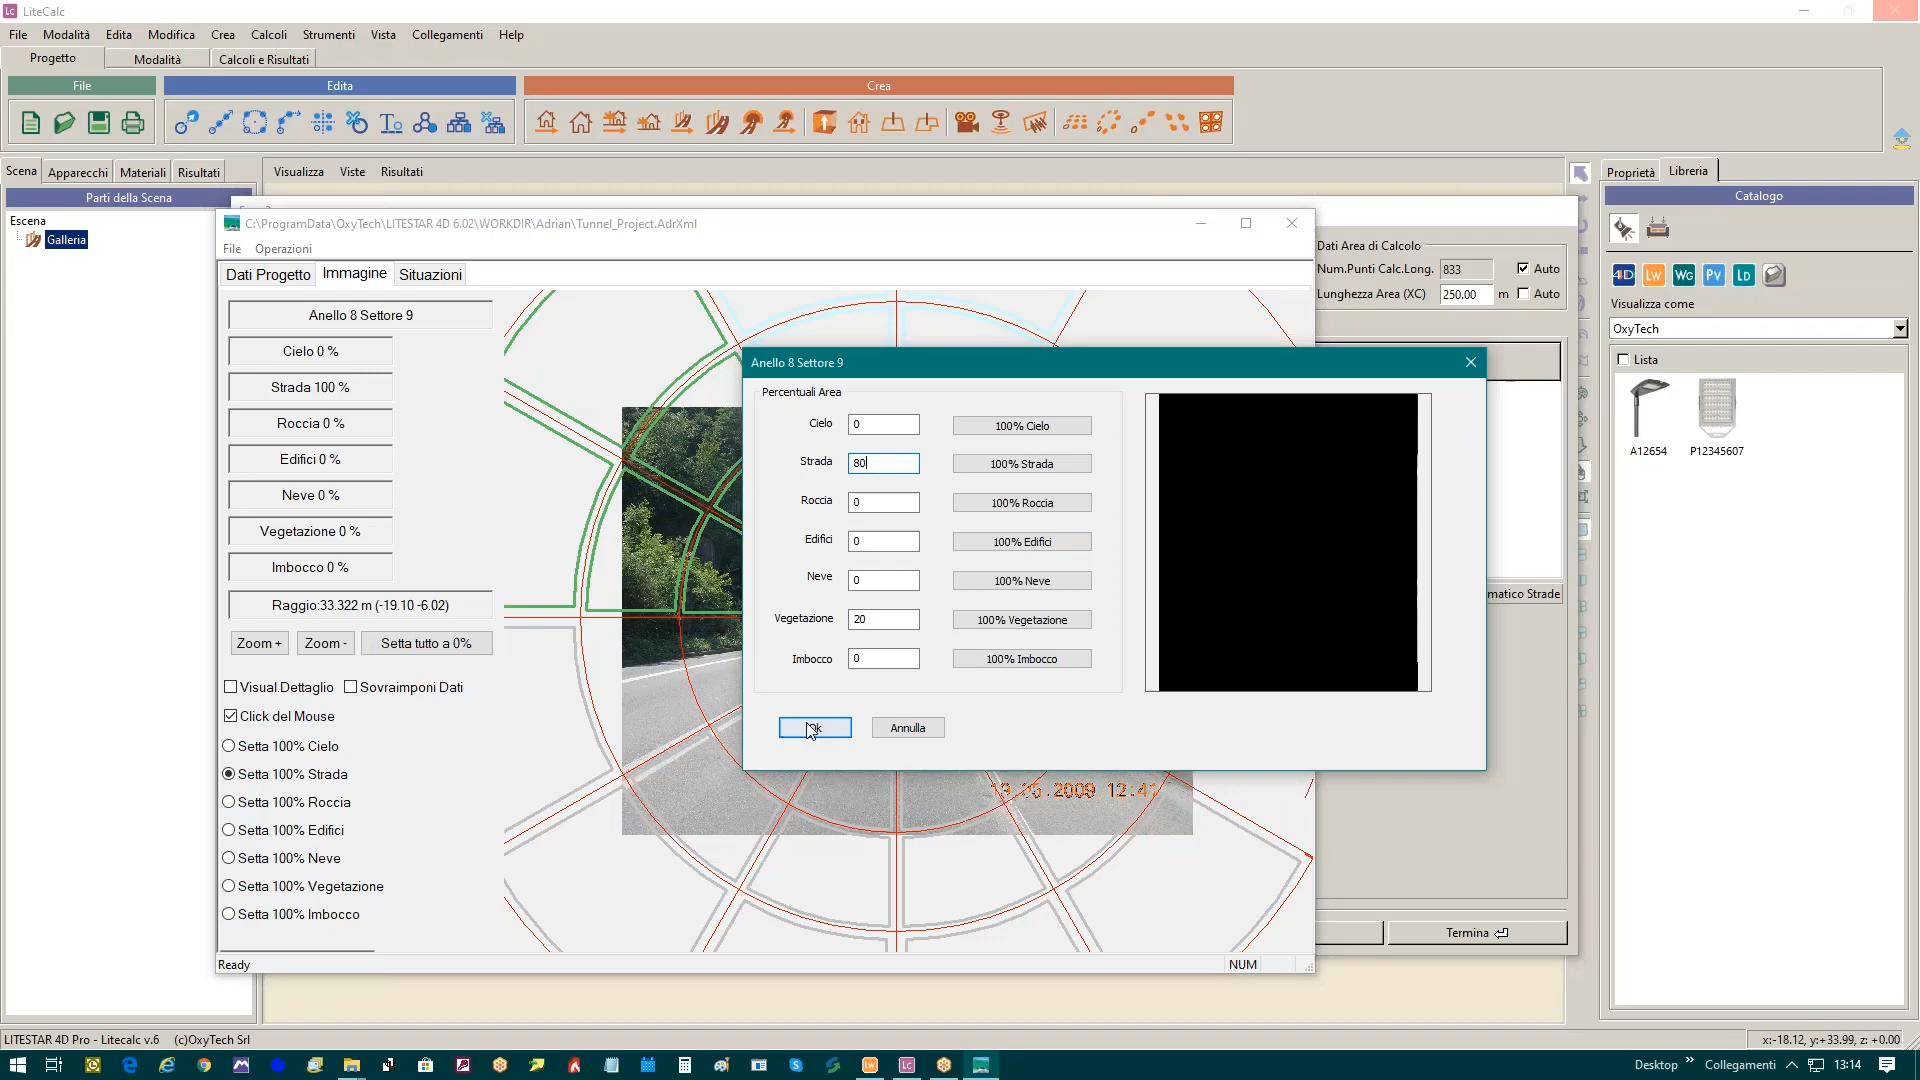 LiteCalc
File Modalità Edita Modifica Crea Calcoli Strumenti Vista Collegamenti Help
Progetto Modalità Calcoli e Risultati
File Edita Crea
Scena Apparecchi Materiali Risultati
Visualizza Viste Risultati
Proprietà Libreria
Parti della Scena
Catalogo
Escena
Galleria
C:\ProgramData\OxyTech\LITESTAR 4D 6.02\WORKDIR\Adrian\Tunnel_Project.AdrXml
File Operazioni
Dati Progetto Immagine Situazioni
Dati Area di Calcolo
Num.Punti Calc.Long. 833 Auto
Lunghezza Area (XC) 250.00 m Auto
4D LW WG PV LD
Visualizza come
OxyTech
Lista
A12654 P12345607
Anello 8 Settore 9
Cielo 0 %
Strada 100 %
Roccia 0 %
Edifici 0 %
Neve 0 %
Vegetazione 0 %
Imbocco 0 %
Raggio:33.322 m (-19.10 -6.02)
Zoom + Zoom - Setta tutto a 0%
Visual.Dettaglio Sovraimponi Dati
Click del Mouse
Setta 100% Cielo
Setta 100% Strada
Setta 100% Roccia
Setta 100% Edifici
Setta 100% Neve
Setta 100% Vegetazione
Setta 100% Imbocco
Anello 8 Settore 9
Percentuali Area
Cielo 0 100% Cielo
Strada 80 100% Strada
Roccia 0 100% Roccia
Edifici 0 100% Edifici
Neve 0 100% Neve
Vegetazione 20 100% Vegetazione
Imbocco 0 100% Imbocco
Annulla
matico Strade
2009 12:4
Termina
Ready NUM
LITESTAR 4D Pro - Litecalc v.6 (c)OxyTech Srl
x:-18.12, y:+33.99, z: +0.00
Desktop Collegamenti 13:14